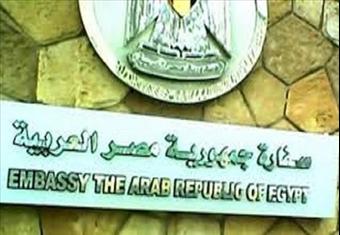 سفارة جمهورية مصر العربية
EMBASSY THE ARAB REPUBLIC OF EGYPT